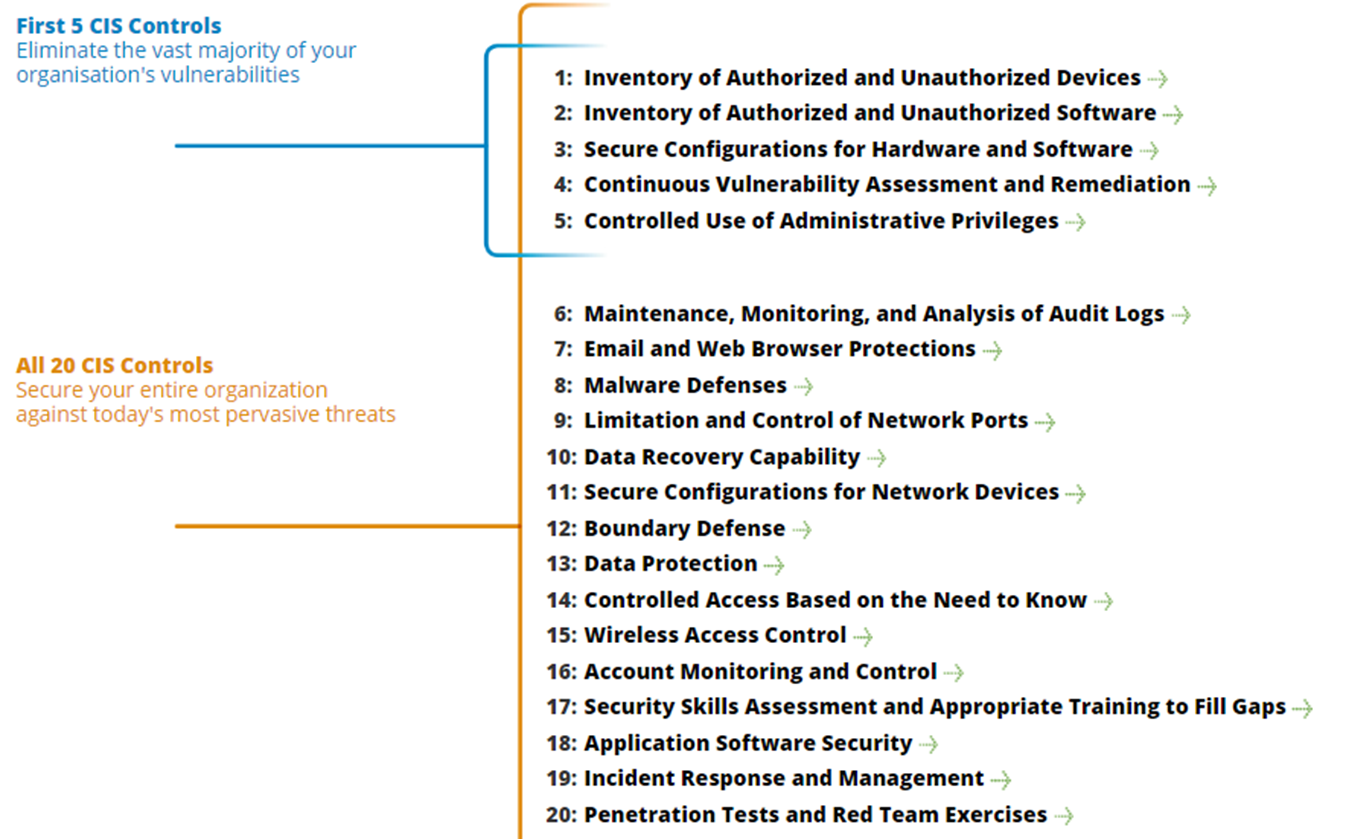 First 5 CIS Controls
Eliminate the vast majority of your
organisation's vulnerabilities
1: Inventory of Authorized and Unauthorized Devices
2: Inventory of Authorized and Unauthorized Software
3: Secure Configurations for Hardware and Software
4: Continuous Vulnerability Assessment and Remediation
5: Controlled Use of Administrative Privileges
All 20 CIS Controls
Secure your entire organization
against today's most pervasive threats
6: Maintenance, Monitoring, and Analysis of Audit Logs
7: Email and Web Browser Protections
8: Malware Defenses
9: Limitation and Control of Network Ports
10: Data Recovery Capability
11: Secure Configurations for Network Devices
12: Boundary Defense
13: Data Protection
14: Controlled Access Based on the Need to Know
15: Wireless Access Control
16: Account Monitoring and Control
17: Security Skills Assessment and Appropriate Training to Fill Gaps
18: Application Software Security
19: Incident Response and Management
20: Penetration Tests and Red Team Exercises